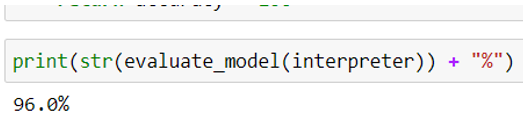 print(str(evaluate_model(interpreter)) + "%")
96.0%